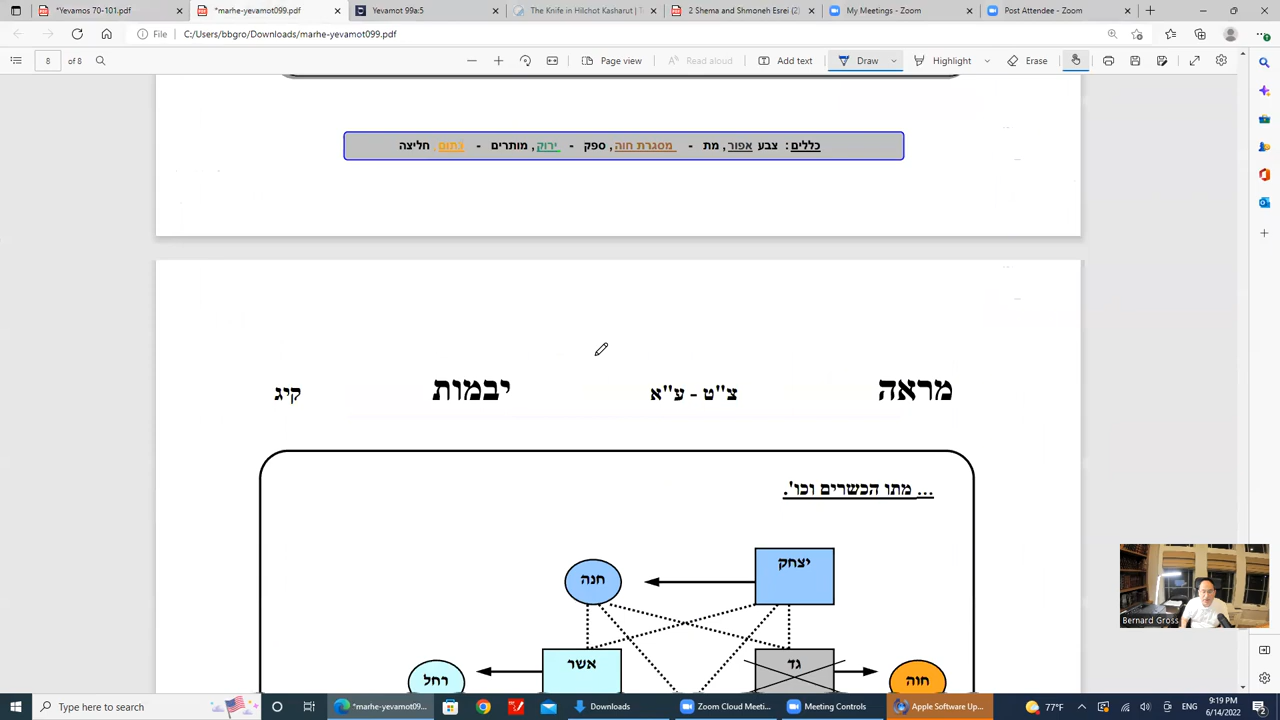 *Yevamos 70-101.pdf
*marhe-yevamot099.pdf
Yevamot 99a:5
The Knife in Hilchot Kasharut | T
2 Shema and Shmoneh Esrei (2)
My Meetings - Zoom
Post Attendee - Zoom
File
C:/Users/bbgro/Downloads/marhe-yevamot099.pdf
8 of 8
Page view
Read aloud
Add text
Draw
Highlight
Erase
כללים: צבע אפור, מת - מסגרת חוה, ספק - ירוק, מותרים - כתום חליצה
מראה צ"ט - ע"א יבמות קיג
... מתו הכשרים וכו'.
יצחק
חנה
גד
אשר
חוה
רחל
Bernard Gross
Type here to search
*marhe-yevamot099...
Downloads
Zoom Cloud Meeti...
Meeting Controls
Apple Software Up...
77°F
ENG
9:19 PM
6/14/2022